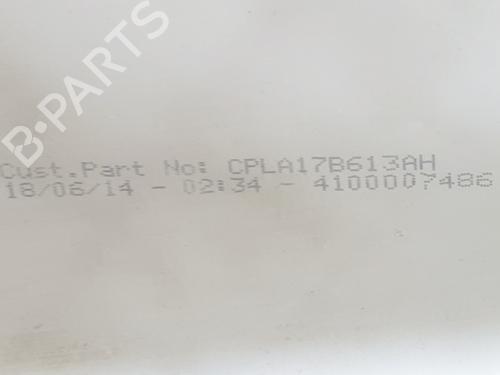 B-PARTS
Cust.Part No: CPLA17B613AH
18/06/14 - 02:34 - 4100007486